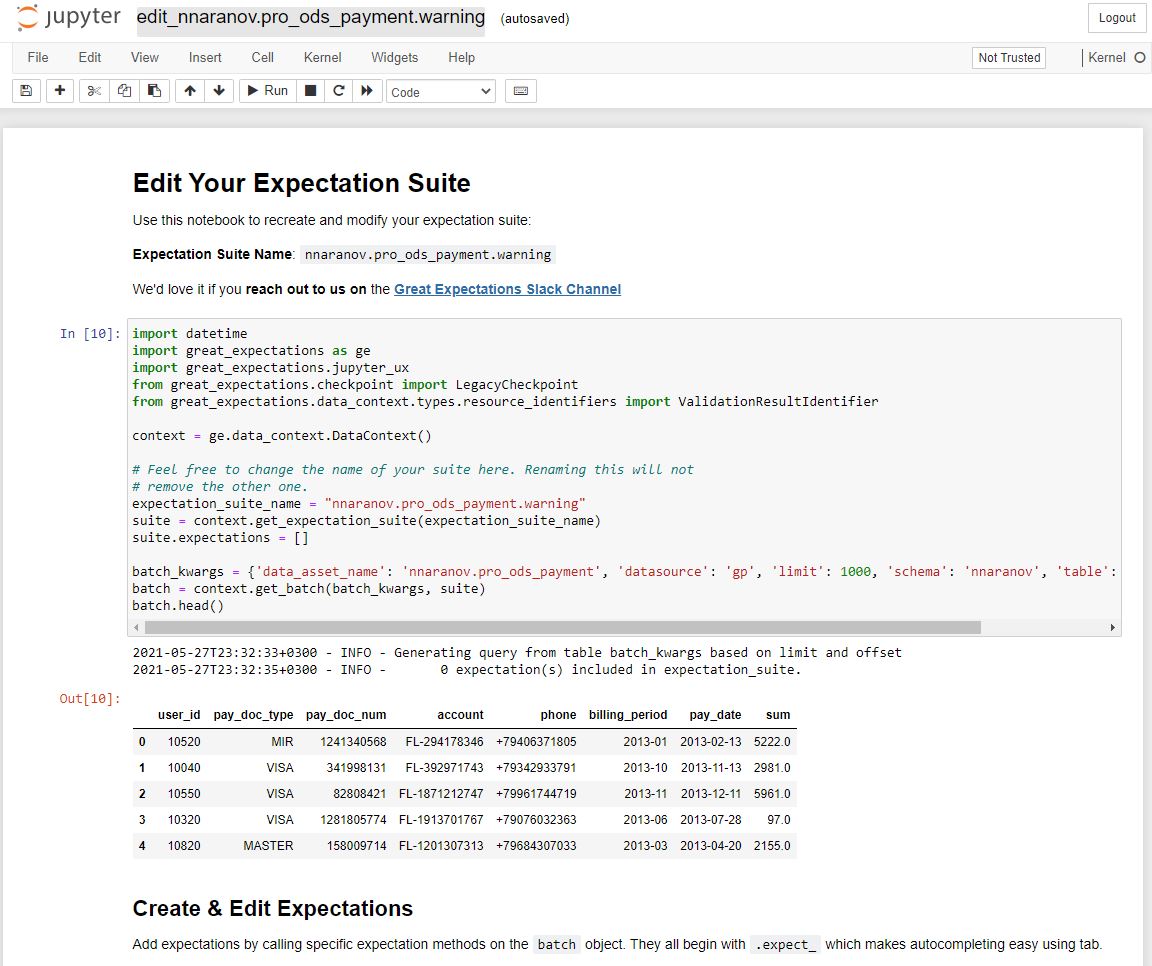 jupyter edit_nnaranov.pro_ods_payment.warning (autosaved) Logout
File Edit View Insert Cell Kernel Widgets Help Not Trusted Kernel
Run Code
Edit Your Expectation Suite
Use this notebook to recreate and modify your expectation suite:
Expectation Suite Name: nnaranov.pro_ods_payment.warning
We'd love it if you reach out to us on the Great Expectations Slack Channel
In [10]: import datetime
import great_expectations as ge
import great_expectations.jupyter_ux
from great_expectations.checkpoint import LegacyCheckpoint
from great_expectations.data_context.types.resource_identifiers import ValidationResultIdentifier
context = ge.data_context.DataContext()
# Feel free to change the name of your suite here. Renaming this will not
# remove the other one.
expectation_suite_name = "nnaranov.pro_ods_payment.warning"
suite = context.get_expectation_suite(expectation_suite_name)
suite.expectations = []
batch_kwargs = {'data_asset_name': 'nnaranov.pro_ods_payment', 'datasource': 'gp', 'limit': 1000, 'schema': 'nnaranov', 'table':
batch = context.get_batch(batch_kwargs, suite)
batch.head()
2021-05-27T23:32:33+0300 - INFO - Generating query from table batch_kwargs based on limit and offset
2021-05-27T23:32:35+0300 - INFO - 0 expectation(s) included in expectation_suite.
Out[10]:
user_id pay_doc_type pay_doc_num account phone billing_period pay_date sum
0 10520 MIR 1241340568 FL-294178346 +79406371805 2013-01 2013-02-13 5222.0
1 10040 VISA 341998131 FL-392971743 +79342933791 2013-10 2013-11-13 2981.0
2 10550 VISA 82808421 FL-1871212747 +79961744719 2013-11 2013-12-11 5961.0
3 10320 VISA 1281805774 FL-1913701767 +79076032363 2013-06 2013-07-28 97.0
4 10820 MASTER 158009714 FL-1201307313 +79684307033 2013-03 2013-04-20 2155.0
Create & Edit Expectations
Add expectations by calling specific expectation methods on the batch object. They all begin with .expect_ which makes autocompleting easy using tab.